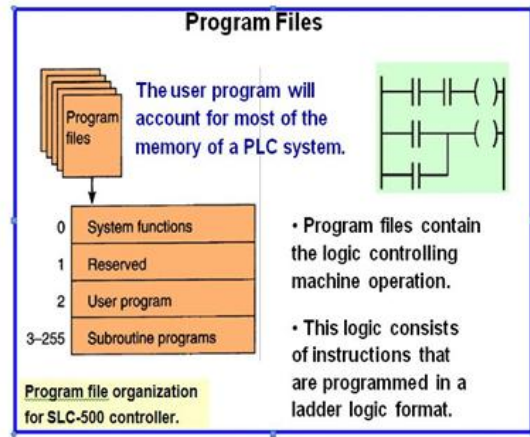 Program Files
Program
files
The user program will
account for most of the
memory of a PLC system.
0 System functions
1 Reserved
2 User program
3–255 Subroutine programs
Program file organization
for SLC-500 controller.
• Program files contain
the logic controlling
machine operation.
• This logic consists
of instructions that
are programmed in a
ladder logic format.